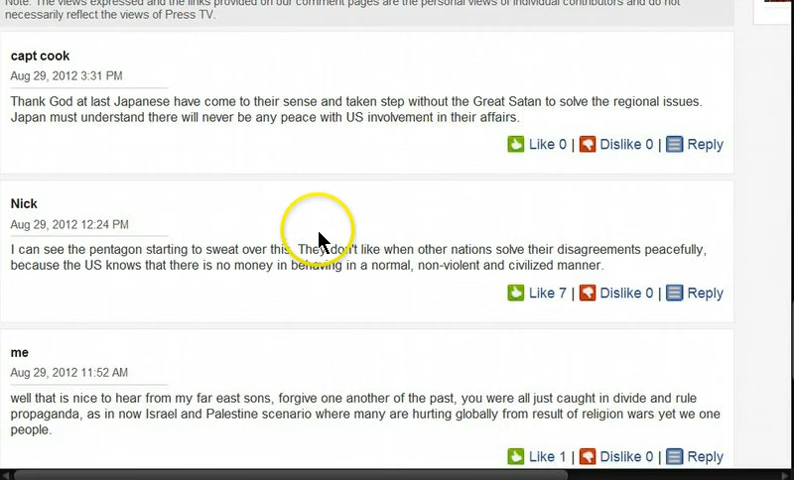 Note: The views expressed and the links provided on our comment pages are the personal views of individual contributors and do not
necessarily reflect the views of Press TV.
capt cook
Aug 29, 2012 3:31 PM
Thank God at last Japanese have come to their sense and taken step without the Great Satan to solve the regional issues.
Japan must understand there will never be any peace with US involvement in their affairs.
Like 0 | Dislike 0 | Reply
Nick
Aug 29, 2012 12:24 PM
I can see the pentagon starting to sweat over this. They don't like when other nations solve their disagreements peacefully,
because the US knows that there is no money in behaving in a normal, non-violent and civilized manner.
Like 7 | Dislike 0 | Reply
me
Aug 29, 2012 11:52 AM
well that is nice to hear from my far east sons, forgive one another of the past, you were all just caught in divide and rule
propaganda, as in now Israel and Palestine scenario where many are hurting globally from result of religion wars yet we one
people.
Like 1 | Dislike 0 | Reply